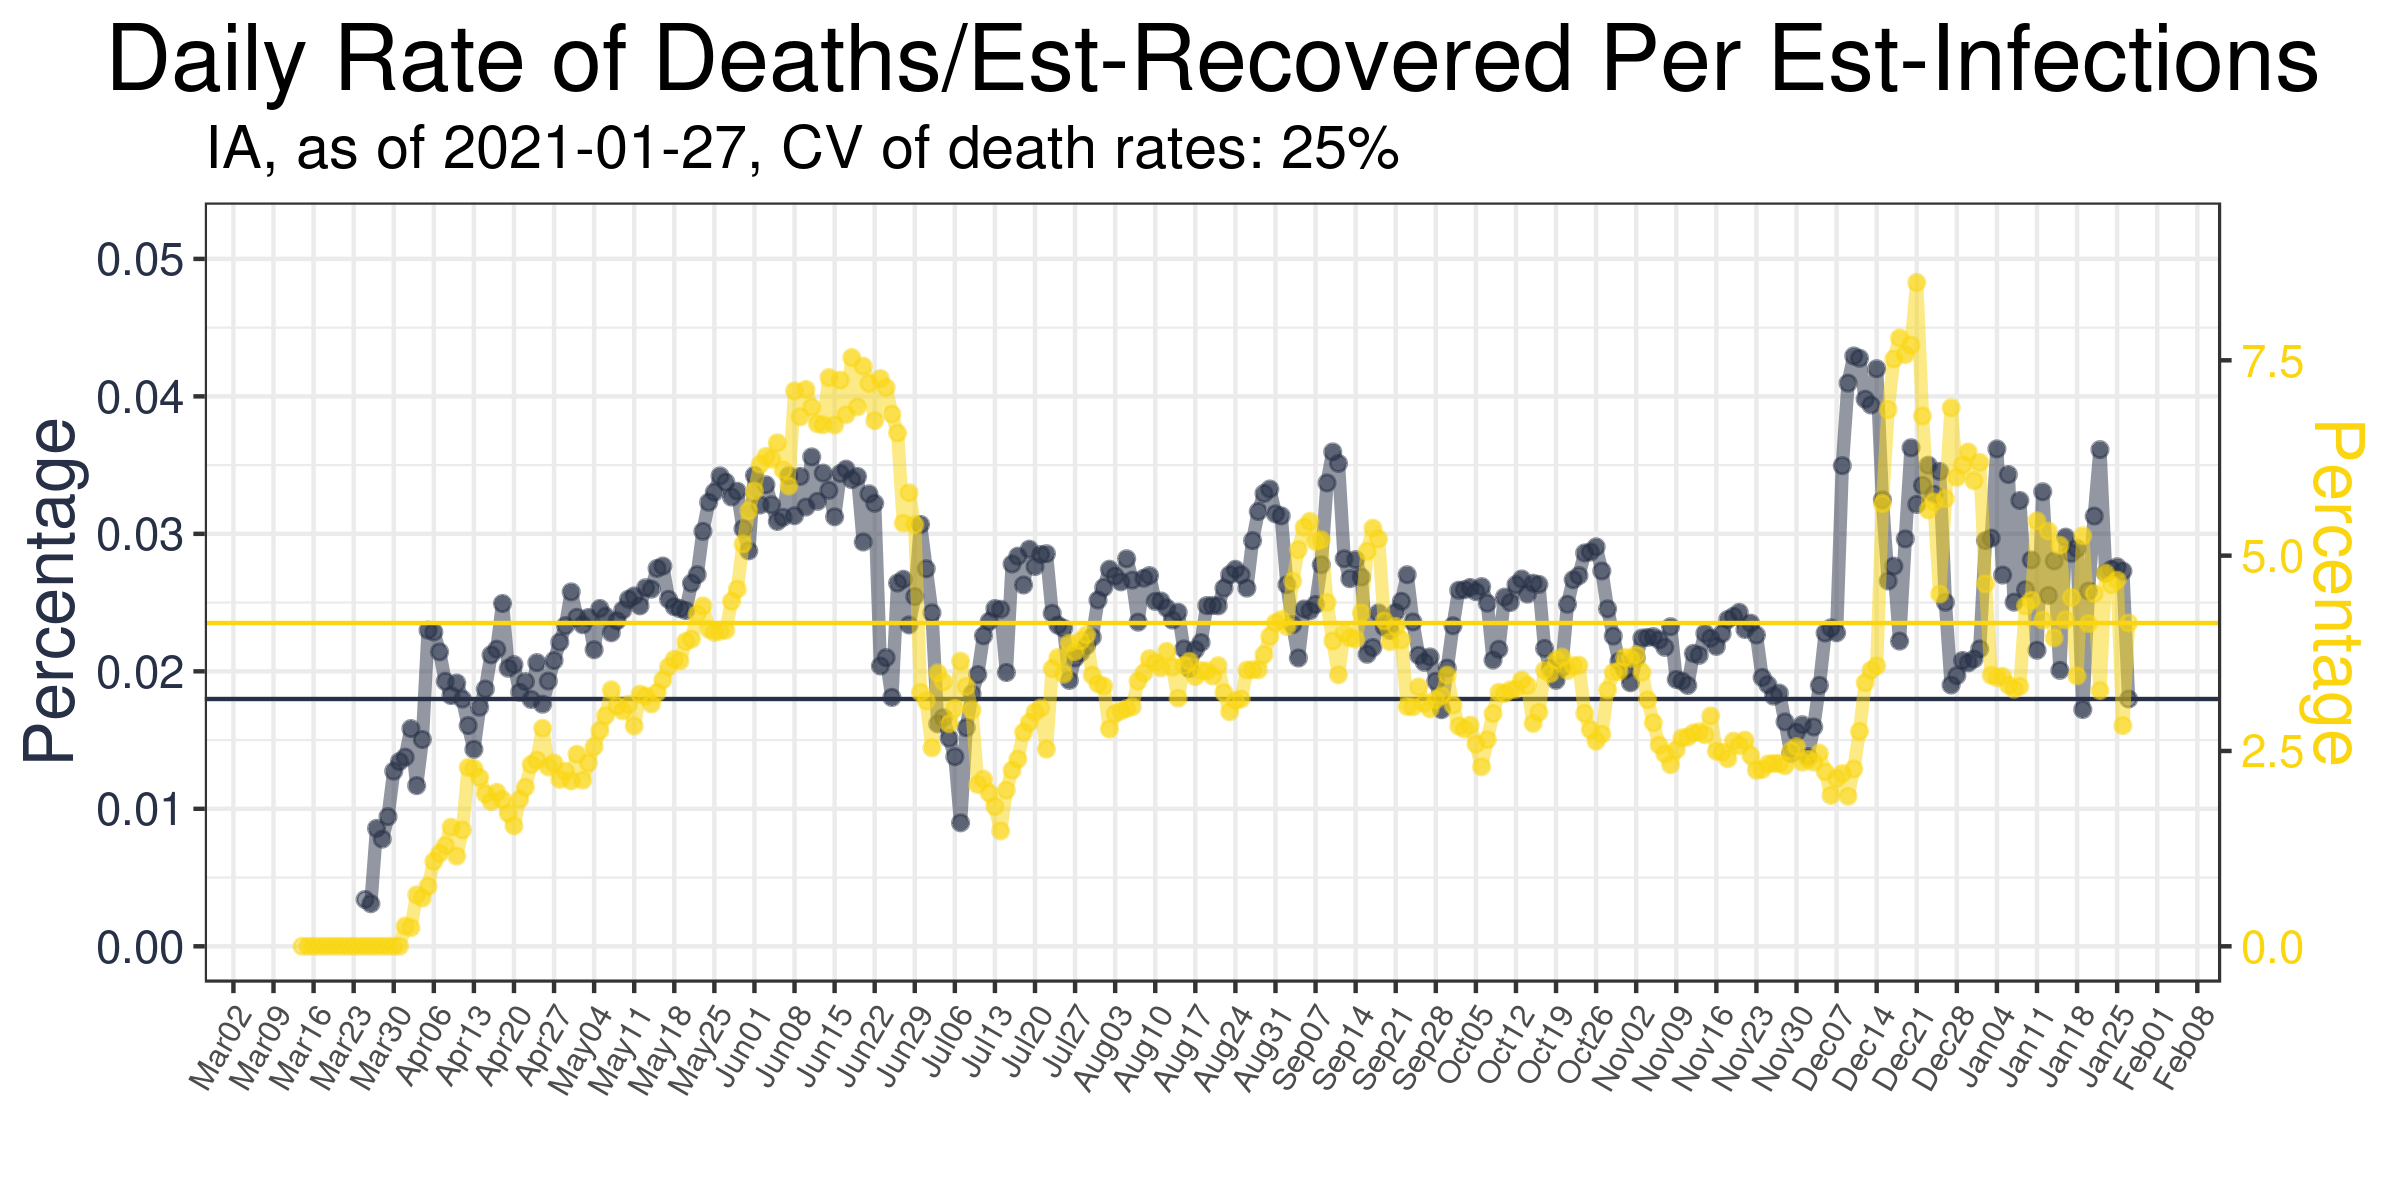 Daily Rate of Deaths/Est-Recovered Per Est-Infections
IA, as of 2021-01-27, CV of death rates: 25%
Percentage
0.05
0.04
0.03
0.02
0.01
0.00
7.5
5.0
2.5
0.0
Percentage
Mar02 Mar09 Mar16 Mar23 Mar30 Apr06 Apr13 Apr20 Apr27 May04 May11 May18 May25 Jun01 Jun08 Jun15 Jun22 Jun29 Jul06 Jul13 Jul20 Jul27 Aug03 Aug10 Aug17 Aug24 Aug31 Sep07 Sep14 Sep21 Sep28 Oct05 Oct12 Oct19 Oct26 Nov02 Nov09 Nov16 Nov23 Nov30 Dec07 Dec14 Dec21 Dec28 Jan04 Jan11 Jan18 Jan25 Feb01 Feb08